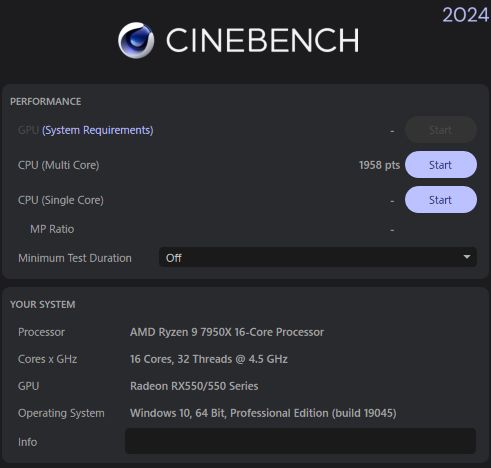 2024
CINEBENCH
PERFORMANCE
GPU (System Requirements) - Start
CPU (Multi Core) 1958 pts Start
CPU (Single Core) - Start
MP Ratio -
Minimum Test Duration Off
YOUR SYSTEM
Processor AMD Ryzen 9 7950X 16-Core Processor
Cores x GHz 16 Cores, 32 Threads @ 4.5 GHz
GPU Radeon RX550/550 Series
Operating System Windows 10, 64 Bit, Professional Edition (build 19045)
Info